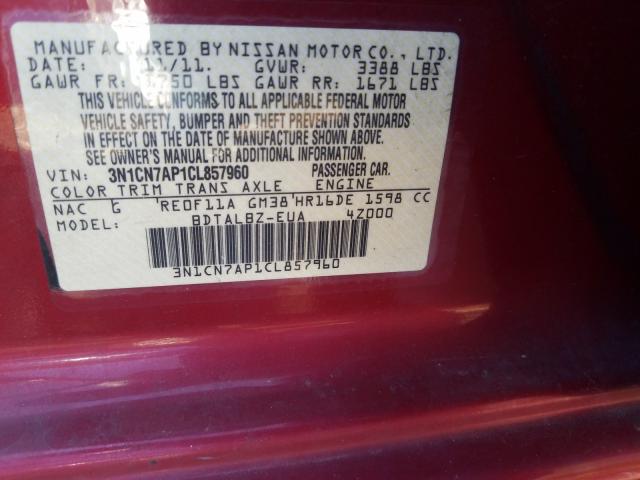 MANUFACTURED BY NISSAN MOTOR CO., LTD.
DATE: 11/11. GVWR: 3388 LBS
GAWR FR: 1750 LBS GAWR RR: 1671 LBS
THIS VEHICLE CONFORMS TO ALL APPLICABLE FEDERAL MOTOR
VEHICLE SAFETY, BUMPER AND THEFT PREVENTION STANDARDS
IN EFFECT ON THE DATE OF MANUFACTURE SHOWN ABOVE.
SEE OWNER'S MANUAL FOR ADDITIONAL INFORMATION.
VIN: 3N1CN7AP1CL857960 PASSENGER CAR.
COLOR TRIM TRANS AXLE ENGINE
NAC G RE0F11A GM38 HR16DE 1598 CC
MODEL: BDTALBZ-EUA 4Z000
3N1CN7AP1CL857960